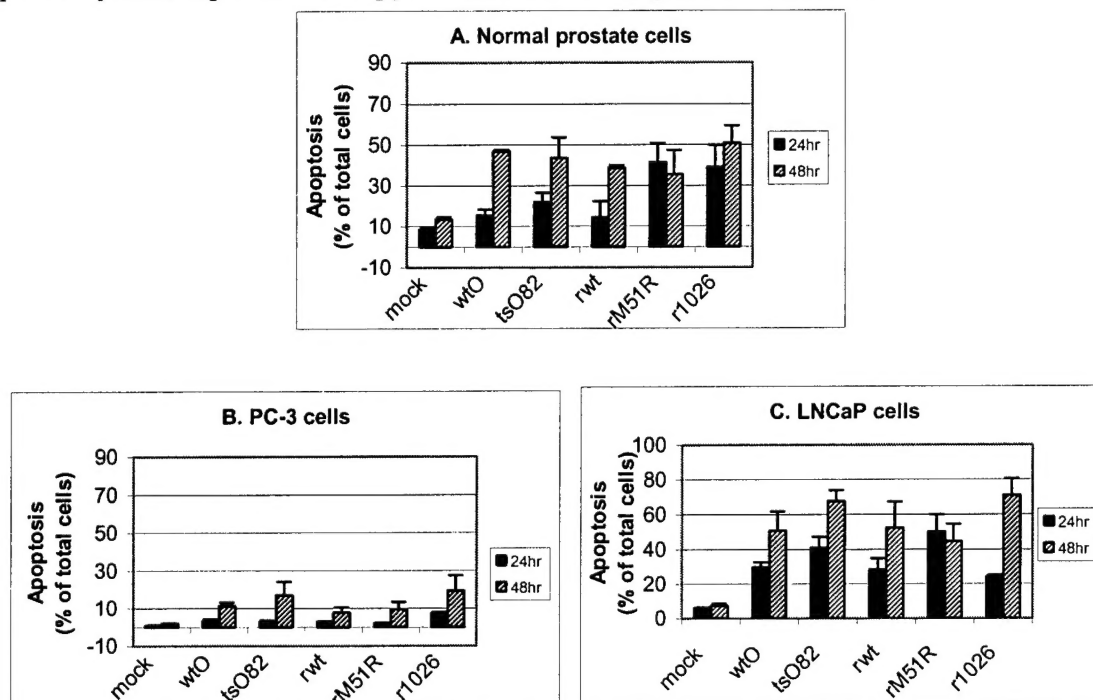 A. Normal prostate cells
Apoptosis
(% of total cells)
90
70
50
30
10
-10
mock
wtO
tsO82
rwt
rM51R
r1026
24hr
48hr
B. PC-3 cells
Apoptosis
(% of total cells)
90
70
50
30
10
-10
mock
wtO
tsO82
rwt
rM51R
r1026
24hr
48hr
C. LNCaP cells
Apoptosis
(% of total cells)
100
80
60
40
20
0
mock
wtO
tsO82
rwt
rM51R
r1026
24hr
48hr